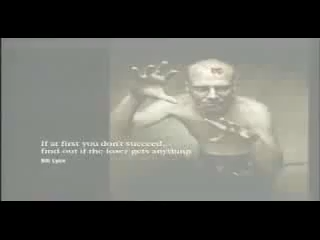 If at first you don't succeed...
find out if the loser gets anything.
Bill Lyon